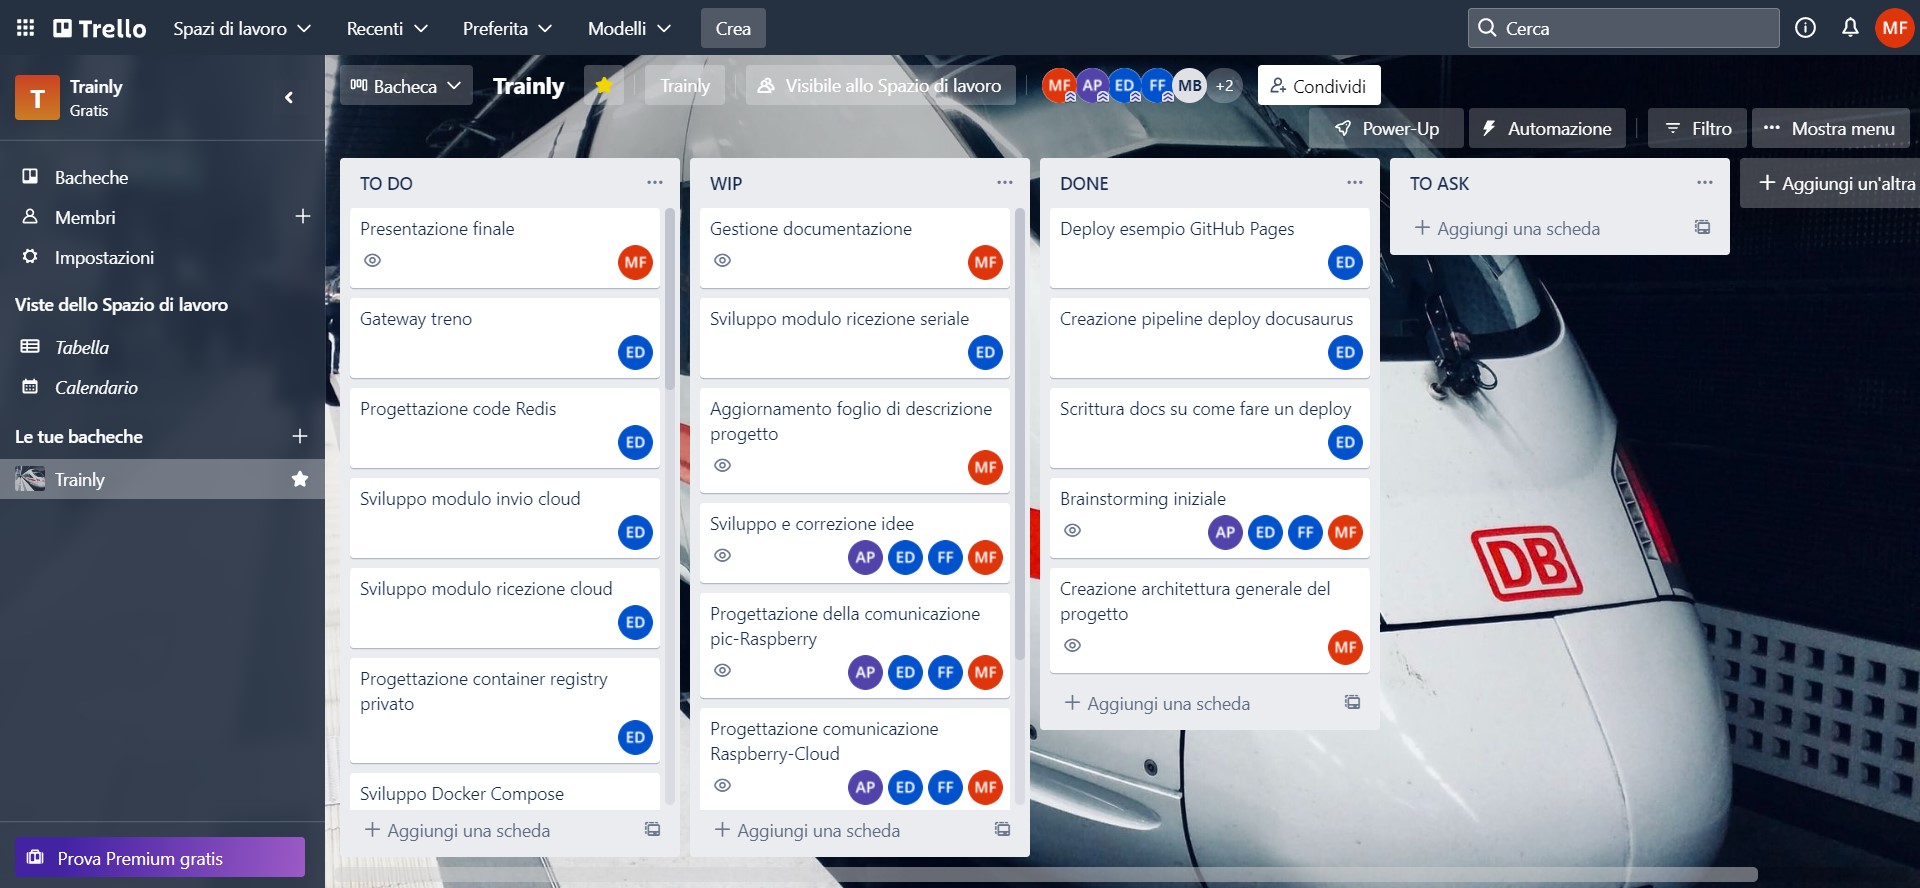 Trello
Spazi di lavoro
Recenti
Preferita
Modelli
Crea
Cerca
MF
T
Trainly
Gratis
Bacheca
Trainly
Trainly
Visibile allo Spazio di lavoro
MF
AP
ED
FF
MB
+2
Condividi
Power-Up
Automazione
Filtro
Mostra menu
Bacheche
Membri
Impostazioni
Viste dello Spazio di lavoro
Tabella
Calendario
Le tue bacheche
Trainly
Prova Premium gratis
TO DO
Presentazione finale
MF
Gateway treno
ED
Progettazione code Redis
ED
Sviluppo modulo invio cloud
ED
Sviluppo modulo ricezione cloud
ED
Progettazione container registry
privato
ED
Sviluppo Docker Compose
Aggiungi una scheda
WIP
Gestione documentazione
MF
Sviluppo modulo ricezione seriale
ED
Aggiornamento foglio di descrizione
progetto
MF
Sviluppo e correzione idee
AP ED FF MF
Progettazione della comunicazione
pic-Raspberry
AP ED FF MF
Progettazione comunicazione
Raspberry-Cloud
AP ED FF MF
Aggiungi una scheda
DONE
Deploy esempio GitHub Pages
ED
Creazione pipeline deploy docusaurus
ED
Scrittura docs su come fare un deploy
ED
Brainstorming iniziale
AP ED FF MF
Creazione architettura generale del
progetto
MF
Aggiungi una scheda
TO ASK
Aggiungi una scheda
Aggiungi un'altra
DB